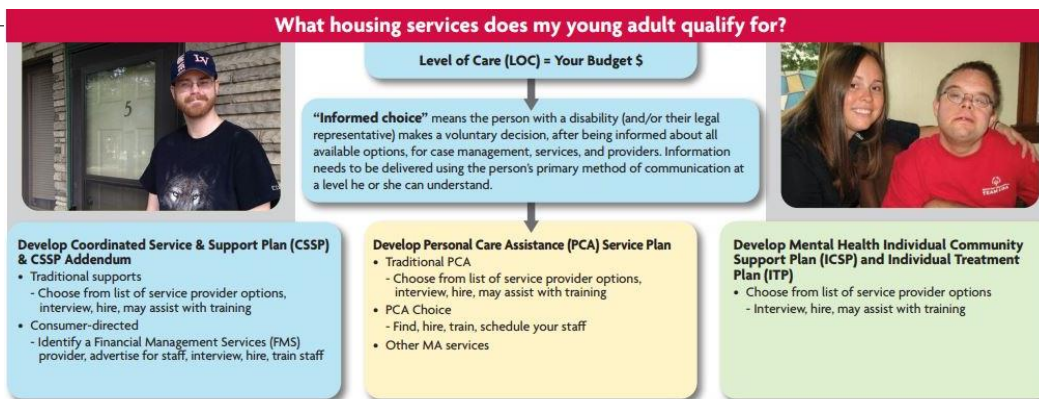 What housing services does my young adult qualify for?
Level of Care (LOC) = Your Budget $
5
"Informed choice" means the person with a disability (and/or their legal
representative) makes a voluntary decision, after being informed about all
available options, for case management, services, and providers. Information
needs to be delivered using the person's primary method of communication at
a level he or she can understand.
Develop Coordinated Service & Support Plan (CSSP)
& CSSP Addendum
• Traditional supports
- Choose from list of service provider options,
interview, hire, may assist with training
• Consumer-directed
- Identify a Financial Management Services (FMS)
provider, advertise for staff, interview, hire, train staff
Develop Personal Care Assistance (PCA) Service Plan
• Traditional PCA
- Choose from list of service provider options,
interview, hire, may assist with training
• PCA Choice
- Find, hire, train, schedule your staff
• Other MA services
Develop Mental Health Individual Community
Support Plan (ICSP) and Individual Treatment
Plan (ITP)
• Choose from list of service provider options
- Interview, hire, may assist with training